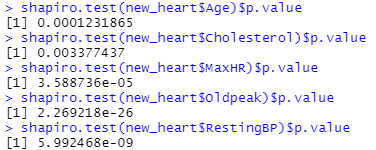 > shapiro.test(new_heart$Age)$p.value
[1] 0.0001231865
> shapiro.test(new_heart$Cholesterol)$p.value
[1] 0.003377437
> shapiro.test(new_heart$MaxHR)$p.value
[1] 3.588736e-05
> shapiro.test(new_heart$Oldpeak)$p.value
[1] 2.269218e-26
> shapiro.test(new_heart$RestingBP)$p.value
[1] 5.992468e-09